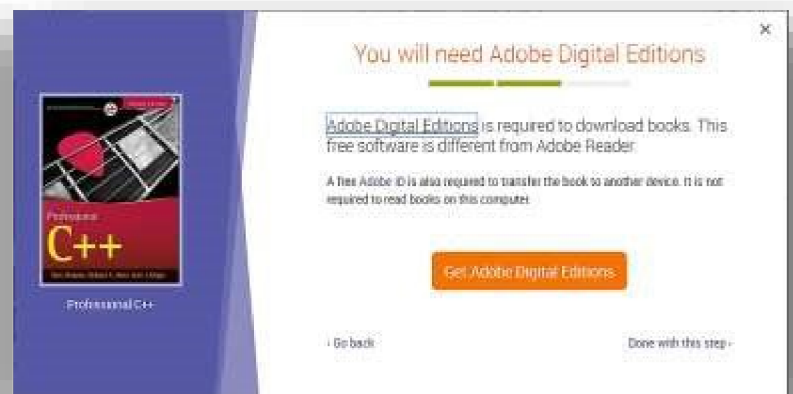 You will need Adobe Digital Editions
Adobe Digital Editions is required to download books. This
free software is different from Adobe Reader.
A free Adobe ID is also required to transfer the book to another device. It is not
required to read books on this computer.
Get Adobe Digital Editions
‹ Go back
Done with this step ›
Professional
C++
Professional C++